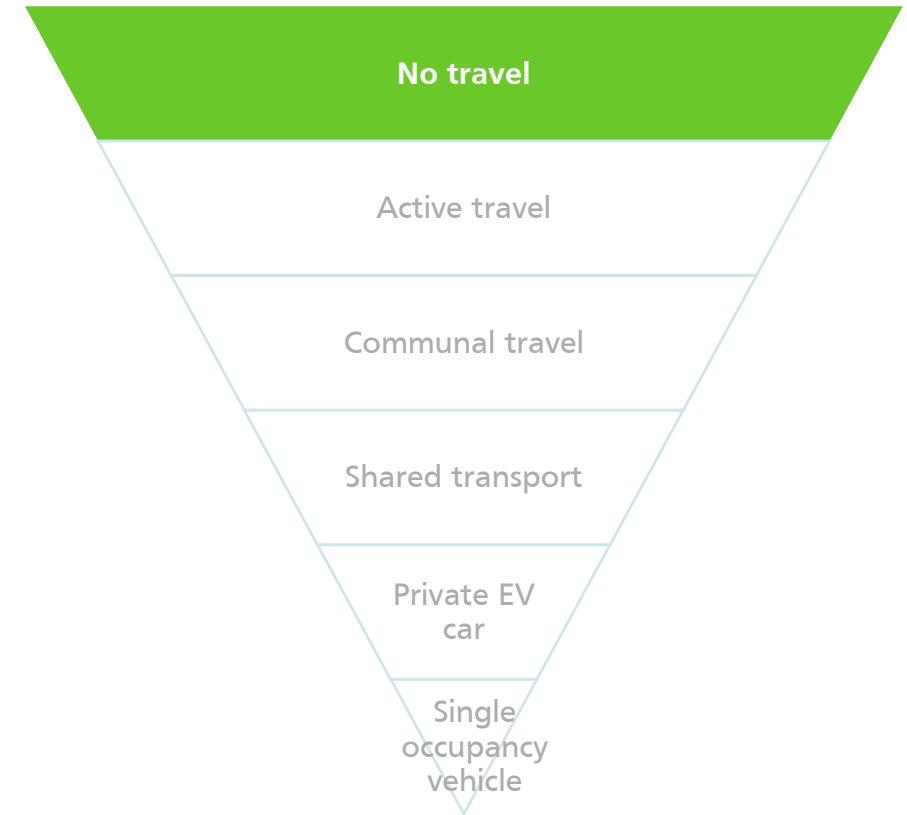 No travel
Active travel
Communal travel
Shared transport
Private EV
car
Single
occupancy
vehicle